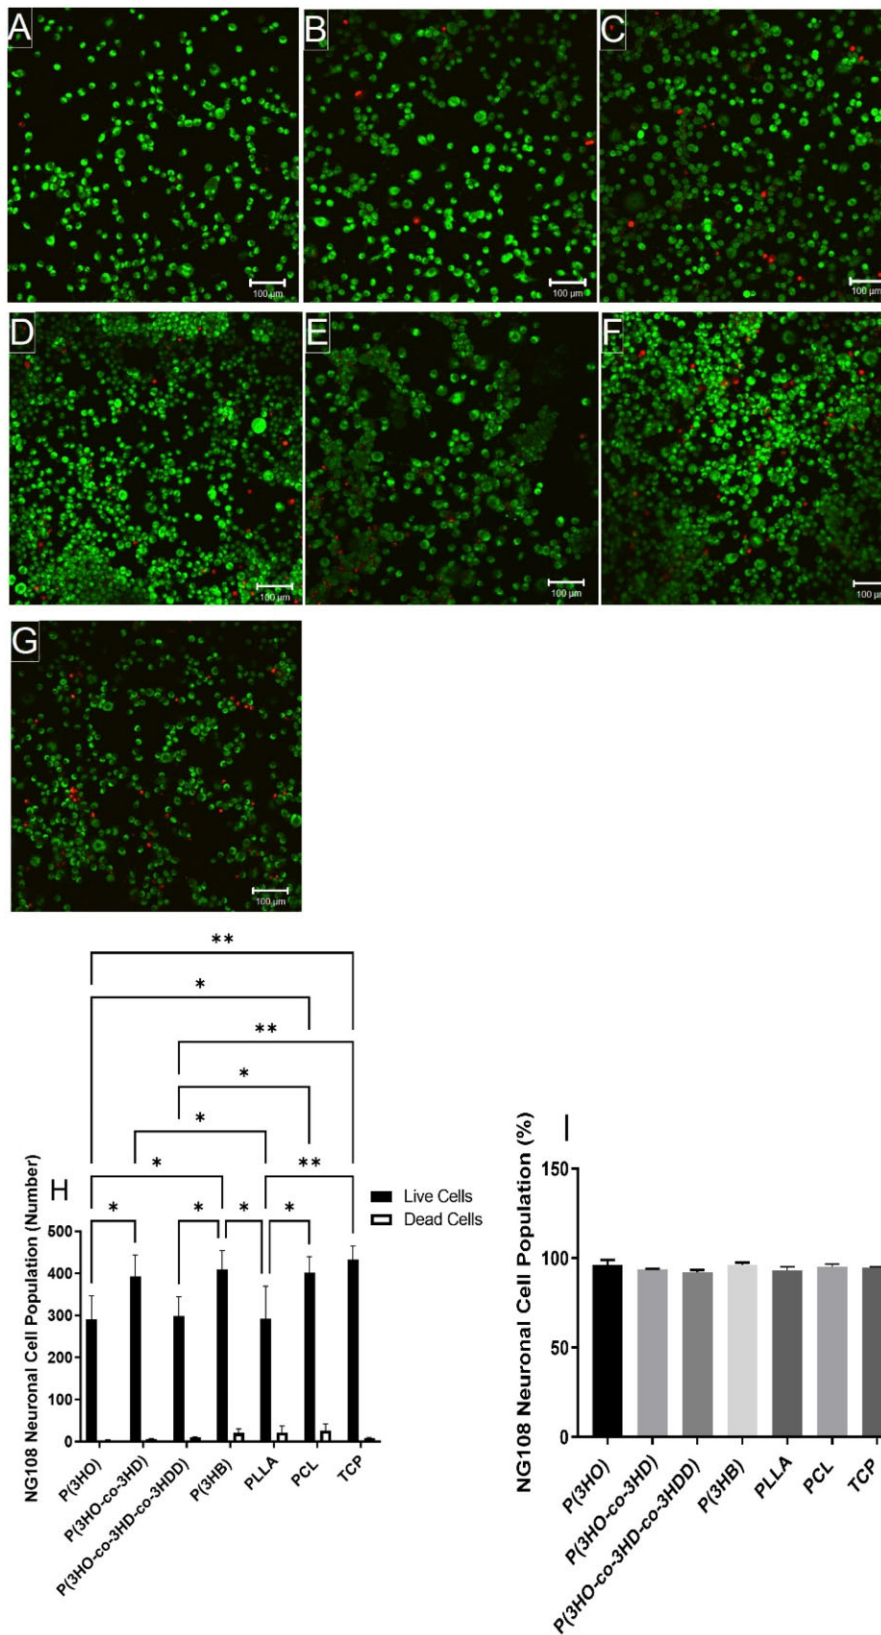 A
B
C
100 µm
100 µm
100 µm
D
E
F
100 µm
100 µm
100 µm
G
100 µm
**
*
**
*
*
*
**
*
*
*
*
H
Live Cells
Dead Cells
NG108 Neuronal Cell Population (Number)
500
400
300
200
100
0
P(3HO)
P(3HO-co-3HD)
P(3HO-co-3HD-co-3HDD)
P(3HB)
PLLA
PCL
TCP
I
NG108 Neuronal Cell Population (%)
150
100
50
0
P(3HO)
P(3HO-co-3HD)
P(3HO-co-3HD-co-3HDD)
P(3HB)
PLLA
PCL
TCP